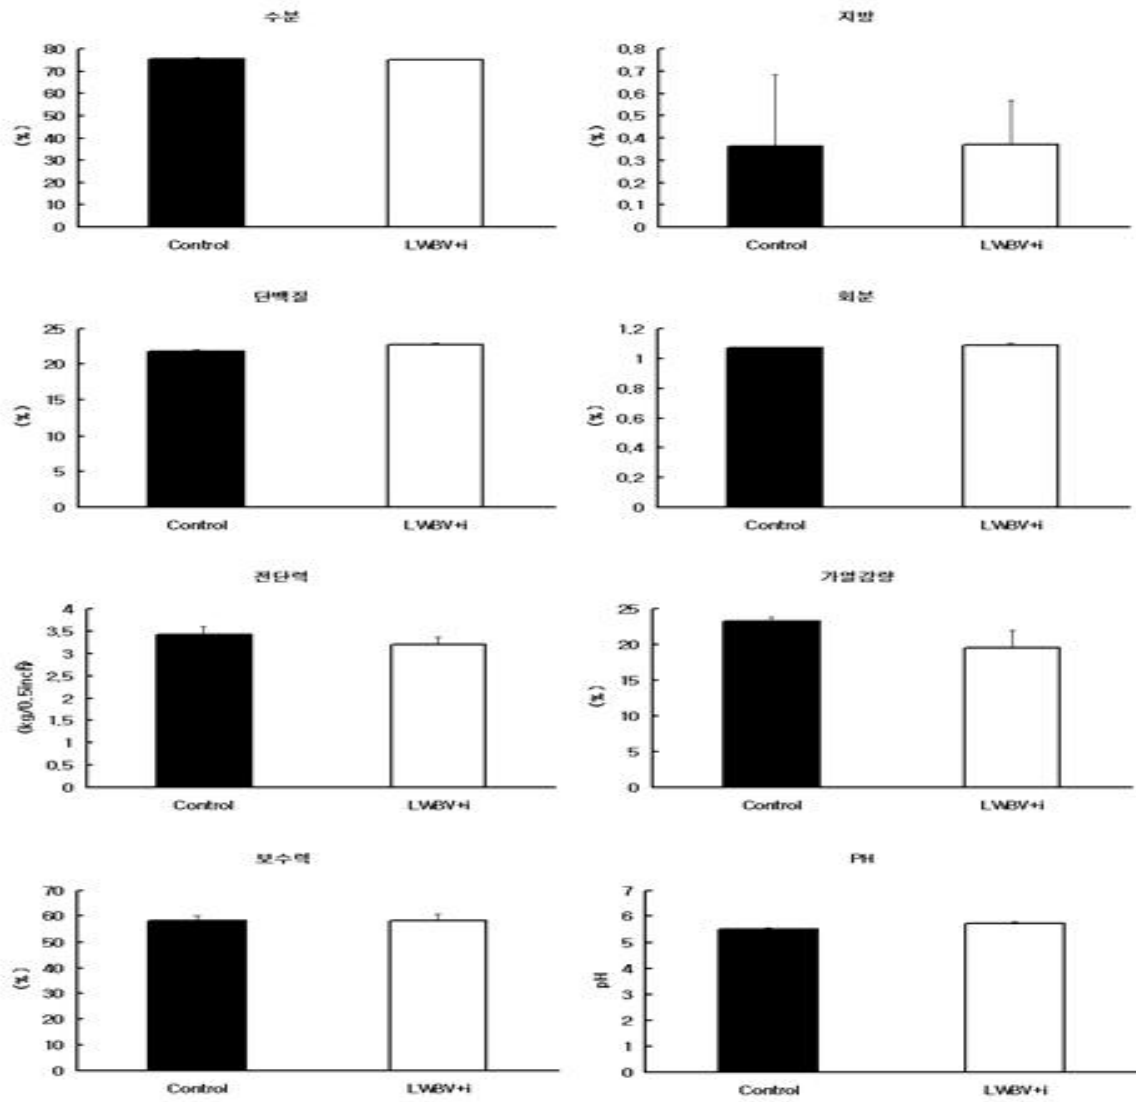 수분
80
70
60
50
40
30
20
10
0
(%)
Control
LWBV+i
지방
0.8
0.7
0.6
0.5
0.4
0.3
0.2
0.1
0
(%)
Control
LWBV+i
단백질
25
20
15
10
5
0
(%)
Control
LWBV+i
회분
1.2
1
0.8
0.6
0.4
0.2
0
(%)
Control
LWBV+i
전단력
4
3.5
3
2.5
2
1.5
1
0.5
0
(kg/0.5inch)
Control
LWBV+i
가열감량
25
20
15
10
5
0
(%)
Control
LWBV+i
보수력
70
60
50
40
30
20
10
0
(%)
Control
LWBV+i
PH
7
6
5
4
3
2
1
0
pH
Control
LWBV+i